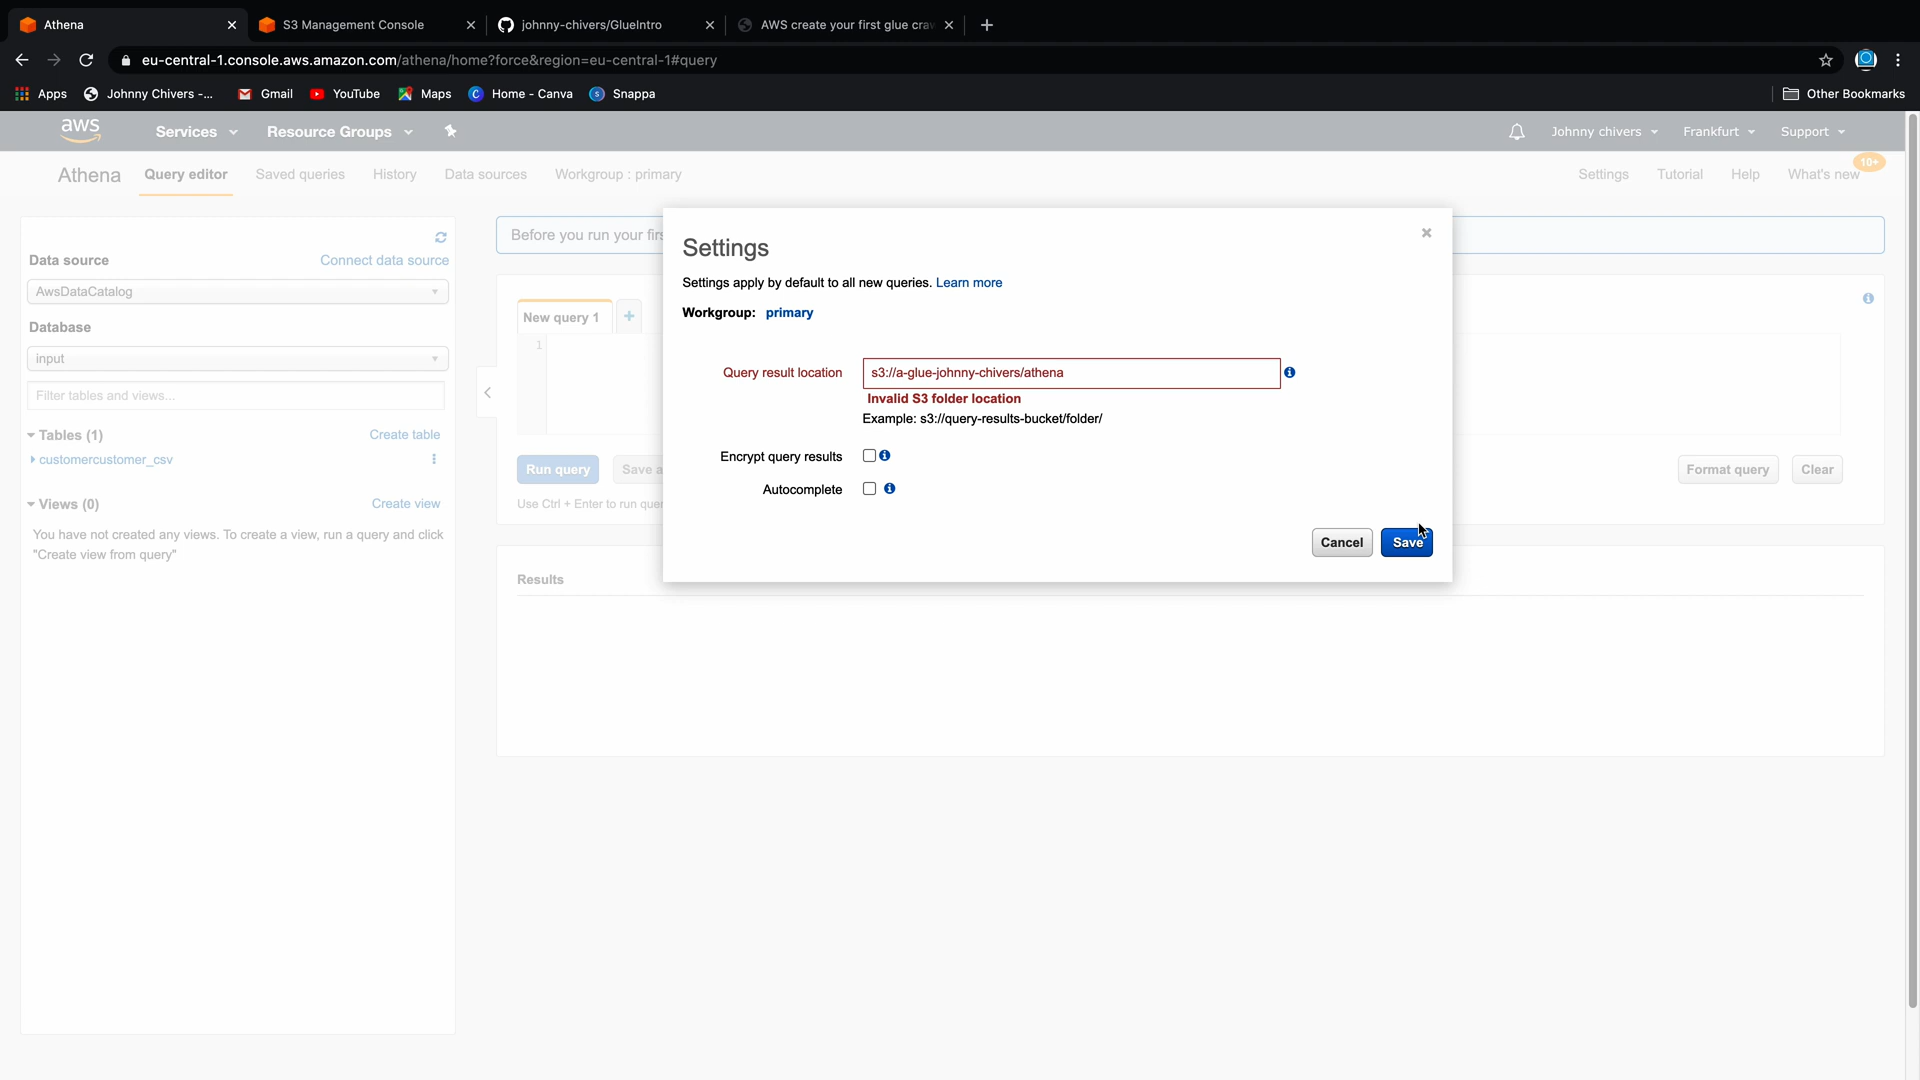 Athena
S3 Management Console
johnny-chivers/GlueIntro
AWS create your first glue cra
eu-central-1.console.aws.amazon.com/athena/home?force&region=eu-central-1#query
Apps
Johnny Chivers -...
Gmail
YouTube
Maps
Home - Canva
Snappa
Other Bookmarks
aws
Services
Resource Groups
Johnny chivers
Frankfurt
Support
Athena
Query editor
Saved queries
History
Data sources
Workgroup : primary
Settings
Tutorial
Help
What's new
10+
Data source
Connect data source
AwsDataCatalog
Database
input
Filter tables and views...
Tables (1)
Create table
customercustomer_csv
Views (0)
Create view
You have not created any views. To create a view, run a query and click
"Create view from query"
Before you run your firs
New query 1
1
Run query
Save a
Use Ctrl + Enter to run quer
Format query
Clear
Results
Settings
Settings apply by default to all new queries. Learn more
Workgroup: primary
Query result location
s3://a-glue-johnny-chivers/athena
Invalid S3 folder location
Example: s3://query-results-bucket/folder/
Encrypt query results
Autocomplete
Cancel
Save